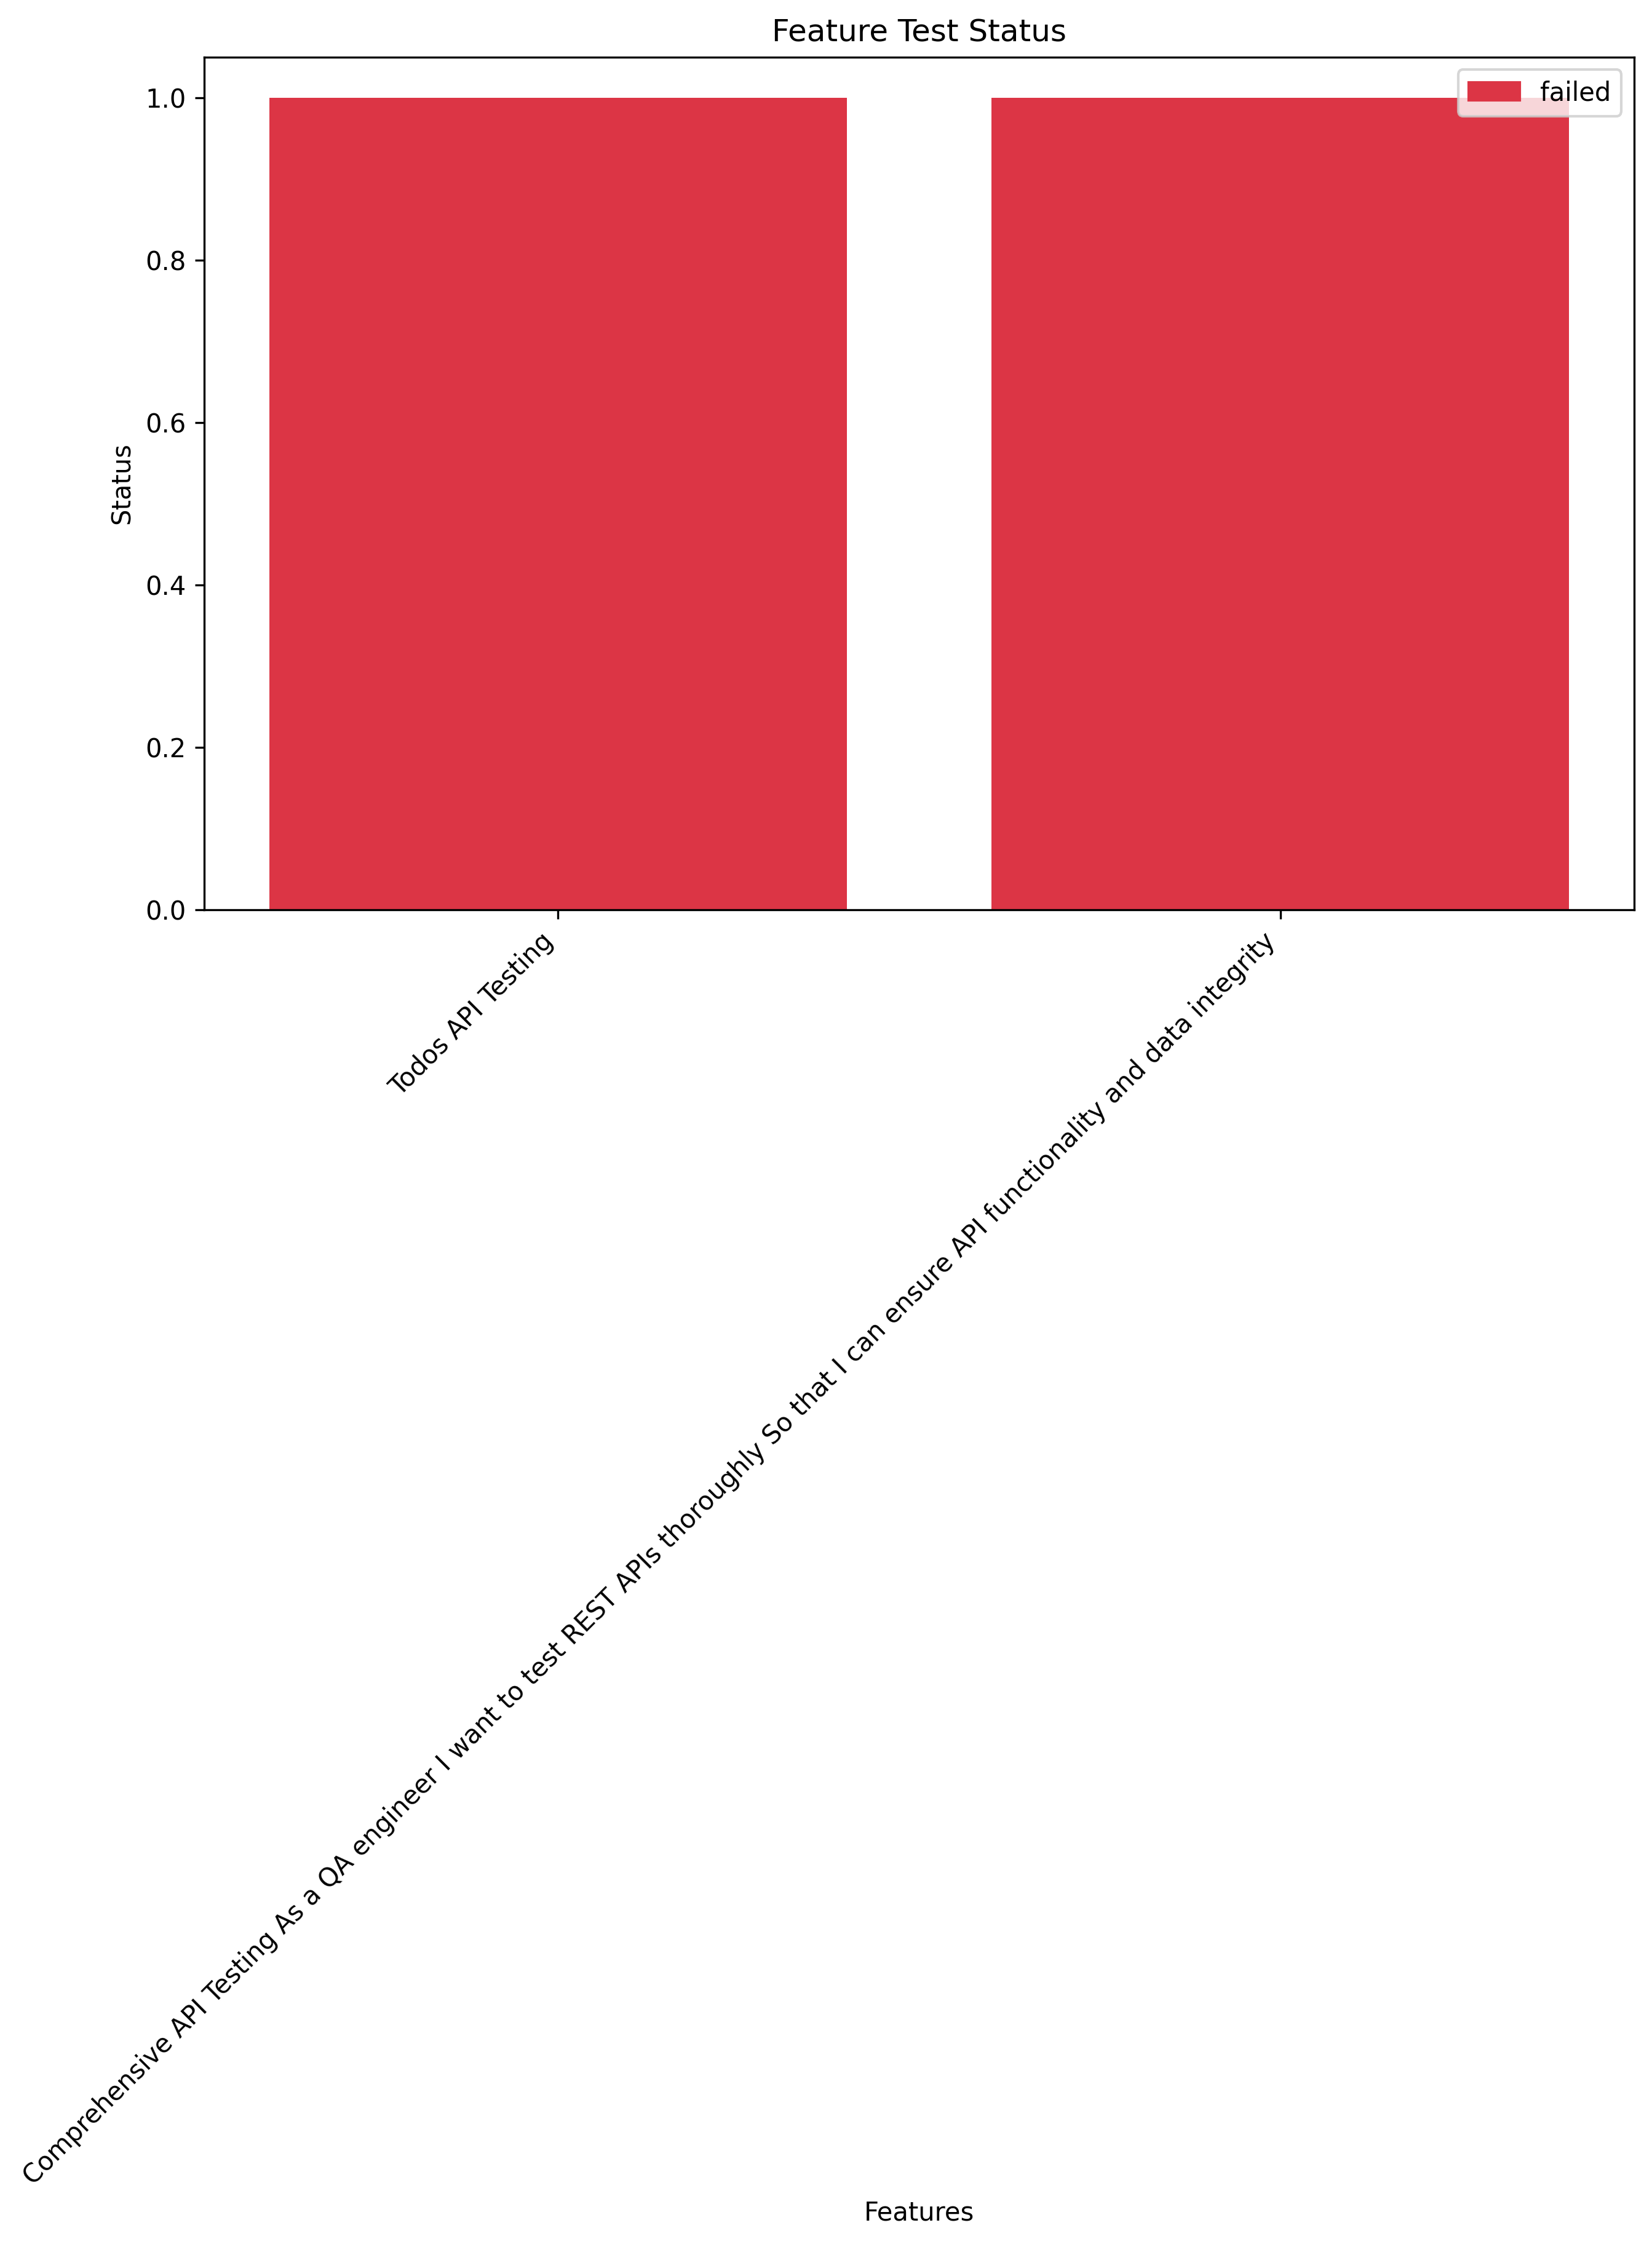 Feature Test Status
failed
1.0
0.8
0.6
0.4
0.2
0.0
Status
Todos API Testing
Comprehensive API Testing As a QA engineer I want to test REST APIs thoroughly So that I can ensure API functionality and data integrity
Features